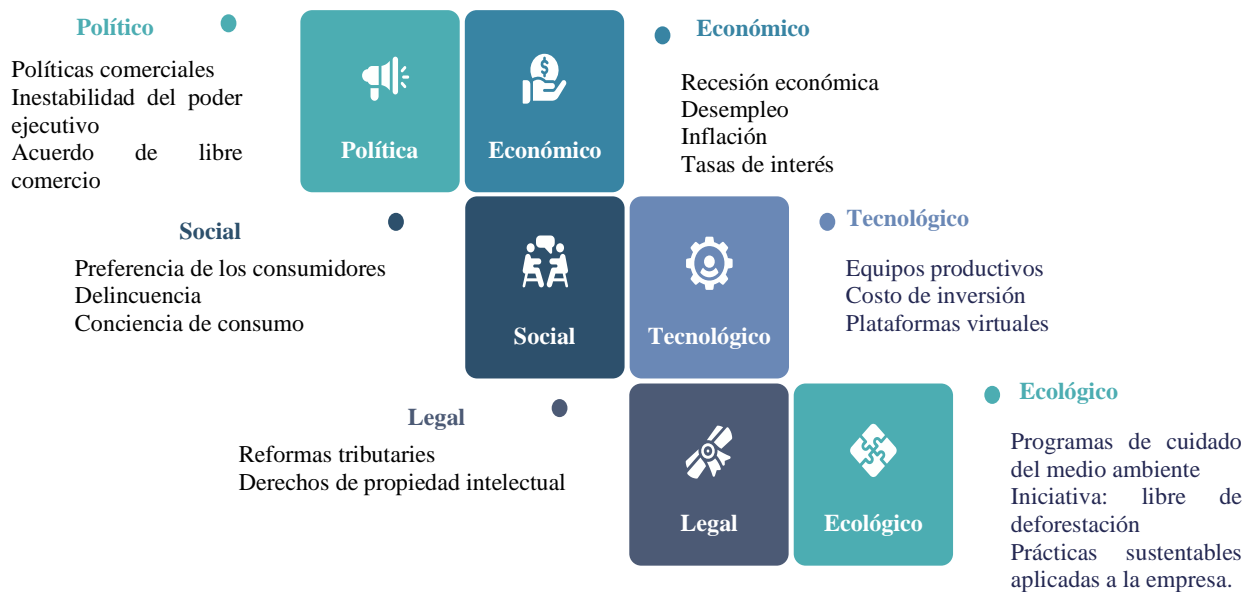 Político
Políticas comerciales
Inestabilidad del poder
ejecutivo
Acuerdo de libre
comercio
Política
Económico
Económico
Recesión económica
Desempleo
Inflación
Tasas de interés
Social
Preferencia de los consumidores
Delincuencia
Conciencia de consumo
Social
Tecnológico
Tecnológico
Equipos productivos
Costo de inversión
Plataformas virtuales
Legal
Reformas tributaries
Derechos de propiedad intelectual
Legal
Ecológico
Ecológico
Programas de cuidado
del medio ambiente
Iniciativa: libre de
deforestación
Prácticas sustentables
aplicadas a la empresa.